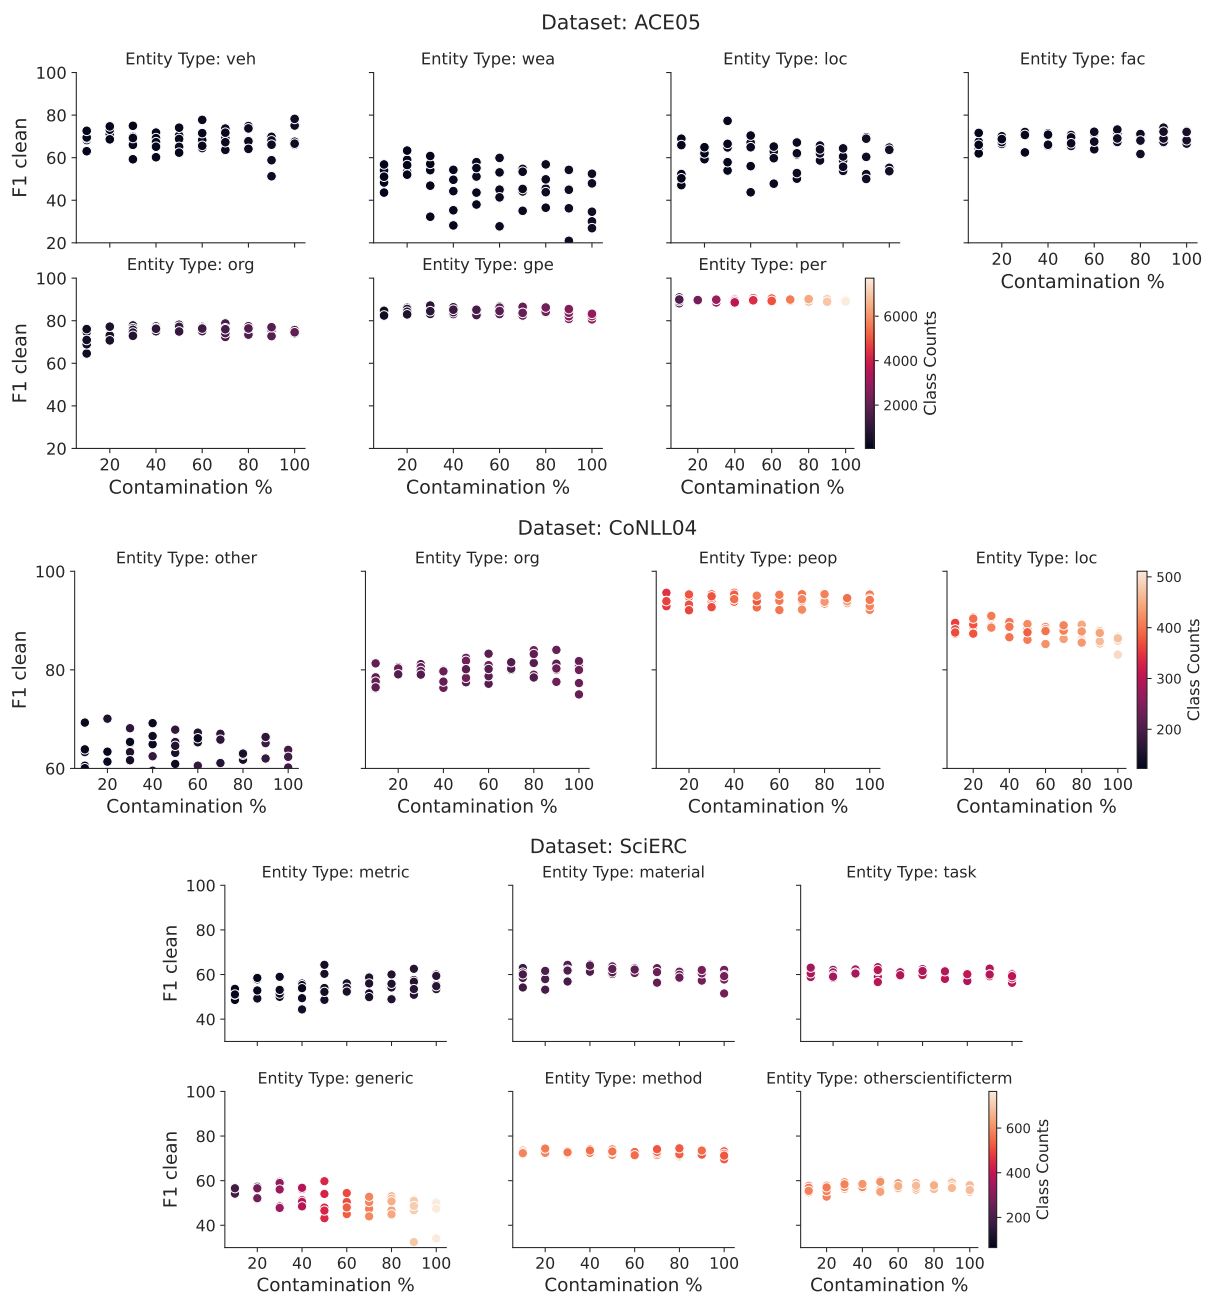 Dataset: ACE05
Entity Type: veh
Entity Type: wea
Entity Type: loc
Entity Type: fac
100
80
60
40
20
F1 clean
20 40 60 80 100
Contamination %
Entity Type: org
Entity Type: gpe
Entity Type: per
100
80
60
40
20
F1 clean
6000
4000
2000
Class Counts
20 40 60 80 100
20 40 60 80 100
20 40 60 80 100
Contamination %
Contamination %
Contamination %
Dataset: CoNLL04
Entity Type: other
Entity Type: org
Entity Type: peop
Entity Type: loc
100
80
60
F1 clean
500
400
300
200
Class Counts
20 40 60 80 100
20 40 60 80 100
20 40 60 80 100
20 40 60 80 100
Contamination %
Contamination %
Contamination %
Contamination %
Dataset: SciERC
Entity Type: metric
Entity Type: material
Entity Type: task
100
80
60
40
F1 clean
Entity Type: generic
Entity Type: method
Entity Type: otherscientificterm
100
80
60
40
F1 clean
600
400
200
Class Counts
20 40 60 80 100
20 40 60 80 100
20 40 60 80 100
Contamination %
Contamination %
Contamination %